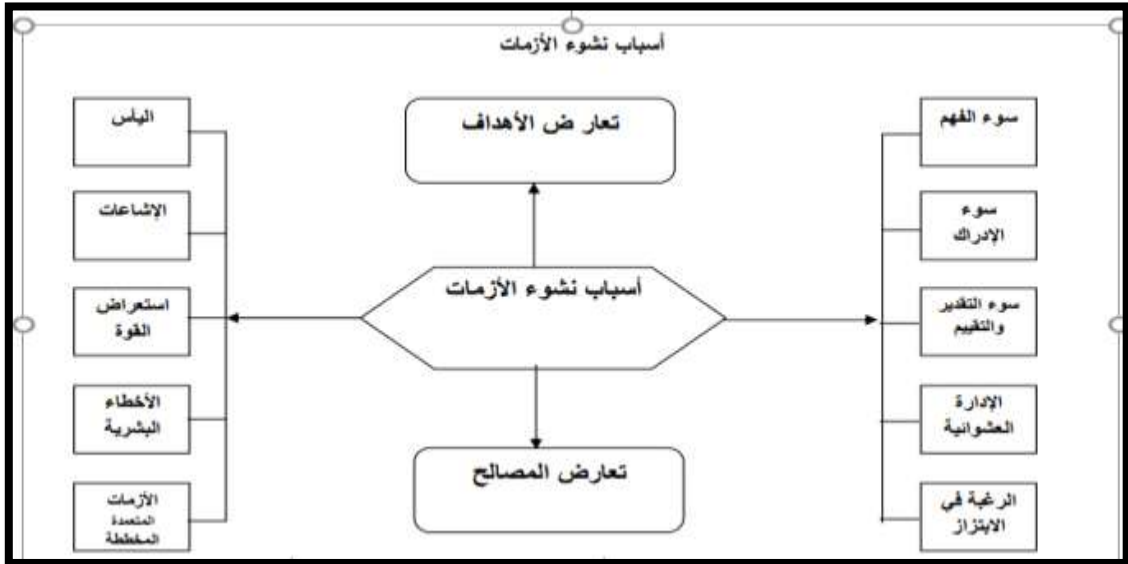 أسباب نشوء الأزمات
سوء الفهم
سوء
الإدراك
سوء التقدير
والتقييم
الإدارة
العشوائية
الرغبة في
الابتزاز
تعار ض الأهداف
أسباب نشوء الأزمات
تعارض المصالح
اليأس
الإشاعات
استعراض
القوة
الأخطاء
البشرية
الأزمات
المتعمدة
المخططة